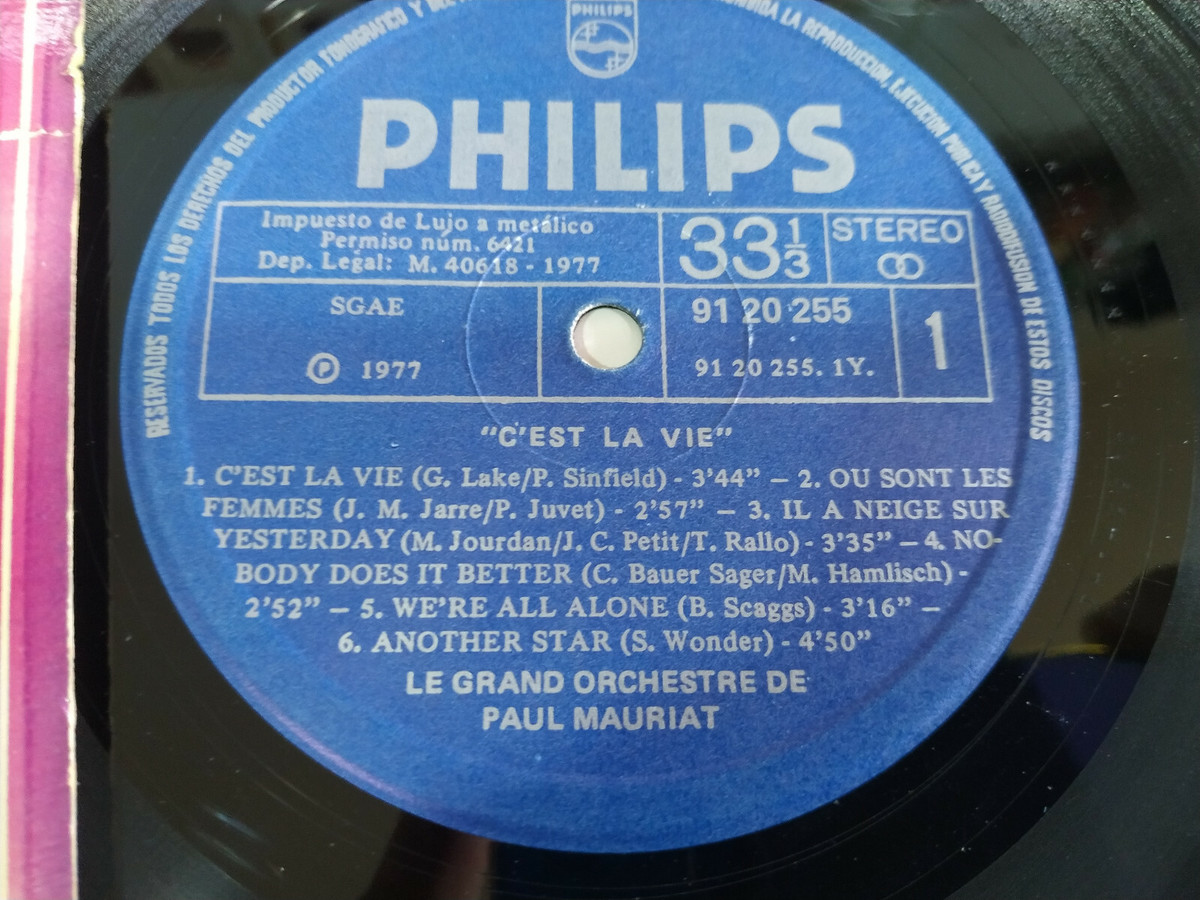 PHILIPS
RESERVADOS TODOS LOS DERECHOS DEL PRODUCTOR FONOGRAFICO Y
LA REPRODUCCION, EJECUCION PUBLICA Y RADIODIFUSION DE ESTOS DISCOS
PHILIPS
Impuesto de Lujo a metálico
Permiso núm. 6421
Dep. Legal: M. 40618 - 1977
33 1/3
STEREO
SGAE
℗ 1977
91 20 255
91 20 255. 1Y.
1
"C'EST LA VIE"
1. C'EST LA VIE (G. Lake/P. Sinfield) - 3'44" – 2. OU SONT LES
FEMMES (J. M. Jarre/P. Juvet) - 2'57" – 3. IL A NEIGE SUR
YESTERDAY (M. Jourdan/J. C. Petit/T. Rallo) - 3'35" – 4. NO-
BODY DOES IT BETTER (C. Bauer Sager/M. Hamlisch) -
2'52" – 5. WE'RE ALL ALONE (B. Scaggs) - 3'16" –
6. ANOTHER STAR (S. Wonder) - 4'50"
LE GRAND ORCHESTRE DE
PAUL MAURIAT